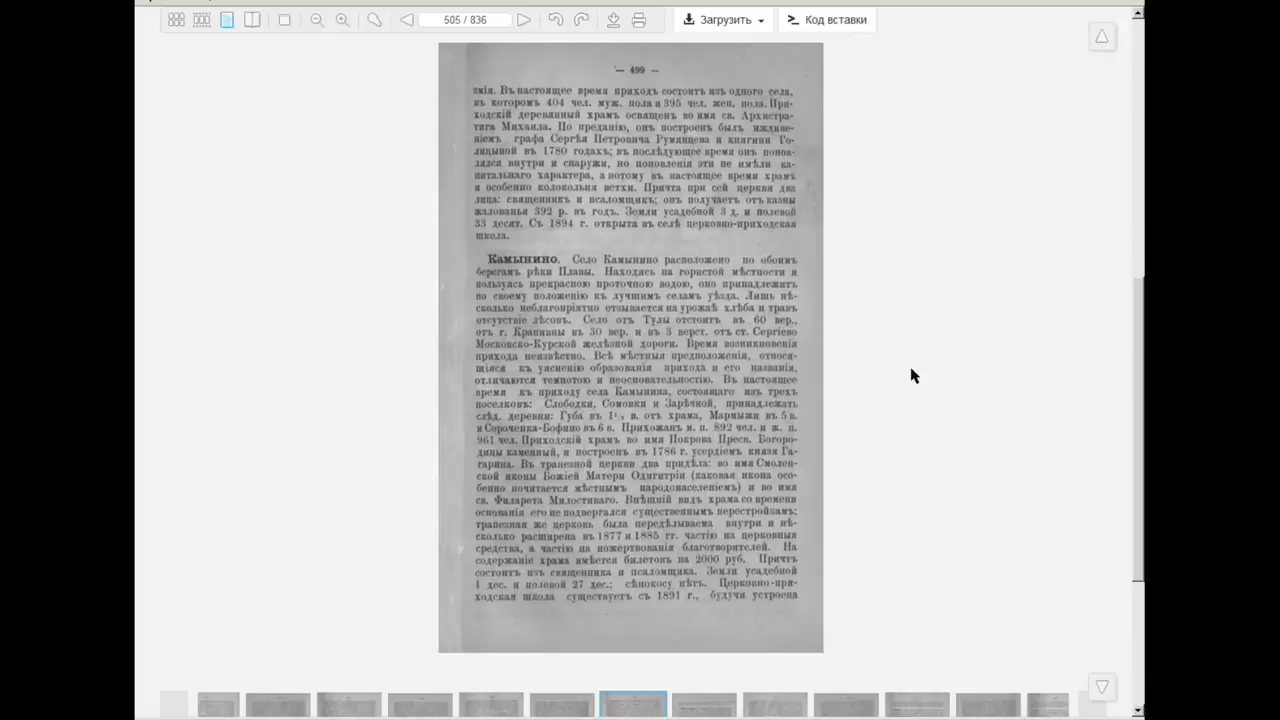 505 / 836
Загрузить
Код вставки
— 499 —
змія. Въ настоящее время приходъ состоитъ изъ одного села,
въ которомъ 404 чел. муж. пола и 395 чел. жен. пола. При-
ходскій деревянный храмъ освященъ во имя св. Архистра-
тига Михаила. По преданію, онъ построенъ былъ иждиве-
ніемъ графа Сергѣя Петровича Румянцева и княгини Го-
лицыной въ 1780 годахъ; въ послѣдующее время онъ понов-
лялся внутри и снаружи, но поновленія эти не имѣли ка-
питальнаго характера, а потому въ настоящее время храмъ
и особенно колокольня ветхи. Причта при сей церкви два
лица: священникъ и псаломщикъ; онъ получаетъ отъ казны
жалованья 392 р. въ годъ. Земли усадебной 3 д. и полевой
33 десят. Съ 1894 г. открыта въ селѣ церковно-приходская
школа.
Камынино. Село Камынино расположено по обоимъ
берегамъ рѣки Плавы. Находясь на гористой мѣстности и
пользуясь прекрасною проточною водою, оно принадлежитъ
по своему положенію къ лучшимъ селамъ уѣзда. Лишь нѣ-
сколько неблагопріятно отзывается на урожаѣ хлѣба и травъ
отсутствіе лѣсовъ. Село отъ Тулы отстоитъ въ 60 вер.,
отъ г. Крапивны въ 30 вер. и въ 3 верст. отъ ст. Сергіево
Московско-Курской желѣзной дороги. Время возникновенія
прихода неизвѣстно. Всѣ мѣстныя предположенія, относя-
щіяся къ уясненію образованія прихода и его названія,
отличаются темнотою и неосновательностію. Въ настоящее
время къ приходу села Камынина, состоящаго изъ трехъ
поселковъ: Слободки, Сомовки и Зарѣчной, принадлежатъ
слѣд. деревни: Губа въ 1½ в. отъ храма, Мармыжи въ 5 в.
и Сороченка-Бофино въ 6 в. Прихожанъ м. п. 892 чел. и ж. п.
961 чел. Приходскій храмъ во имя Покрова Пресв. Богоро-
дицы каменный, и построенъ въ 1786 г. усердіемъ князя Га-
гарина. Въ трапезной церкви два придѣла: во имя Смолен-
ской иконы Божіей Матери Одигитріи (каковая икона осо-
бенно почитается мѣстнымъ народонаселеніемъ) и во имя
св. Филарета Милостиваго. Внѣшній видъ храма со времени
основанія его не подвергался существеннымъ перестройкамъ;
трапезная же церковь была передѣлываема внутри и нѣ-
сколько расширена въ 1877 и 1885 гг. частію на церковныя
средства, а частію на пожертвованія благотворителей. На
содержаніе храма имѣется билетовъ на 2000 руб. Причтъ
состоитъ изъ священника и псаломщика. Земли усадебной
1 дес. и полевой 27 дес.; сѣнокосу нѣтъ. Церковно-при-
ходская школа существуетъ съ 1891 г., будучи устроена